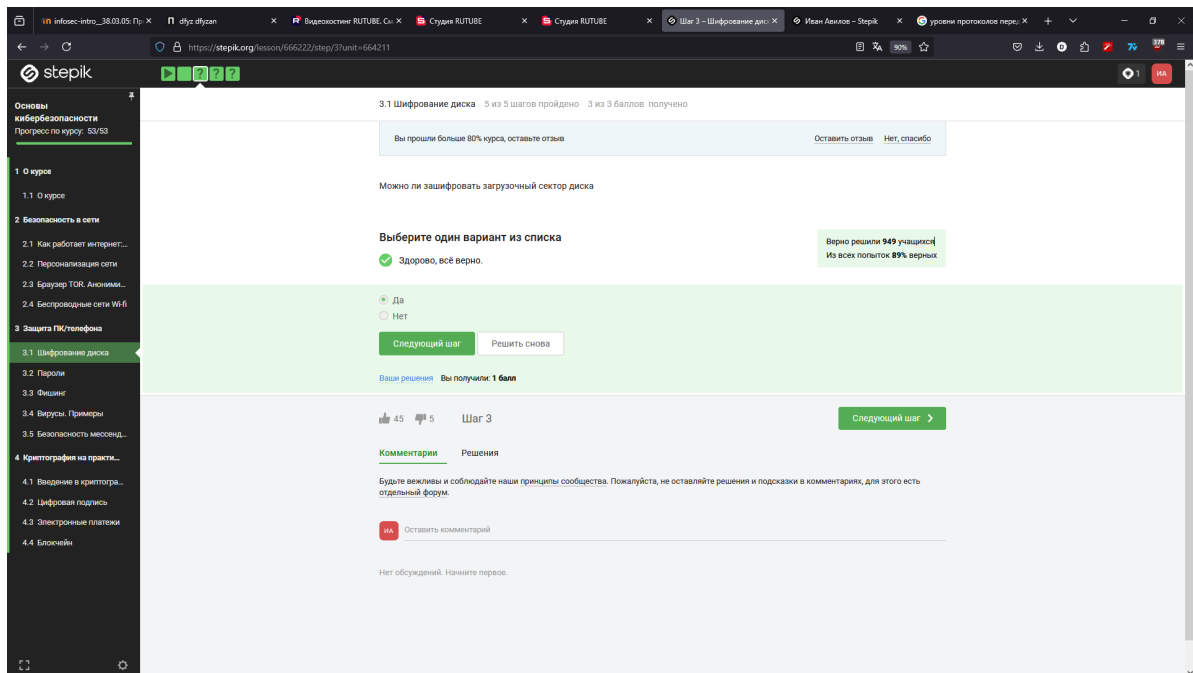 infosec-intro__38.03.05: Пр
dfyz dfyzan
Видеохостинг RUTUBE. См
Студия RUTUBE
Студия RUTUBE
Шаг 3 – Шифрование диск
Иван Авилов – Stepik
уровни протоколов перед
https://stepik.org/lesson/666222/step/3?unit=664211
90%
378
stepik
1
ИА
Основы
кибербезопасности
Прогресс по курсу: 53/53
1 О курсе
1.1 О курсе
2 Безопасность в сети
2.1 Как работает интернет:...
2.2 Персонализация сети
2.3 Браузер TOR. Аноними...
2.4 Беспроводные сети Wi-fi
3 Защита ПК/телефона
3.1 Шифрование диска
3.2 Пароли
3.3 Фишинг
3.4 Вирусы. Примеры
3.5 Безопасность мессенд...
4 Криптография на практи...
4.1 Введение в криптогра...
4.2 Цифровая подпись
4.3 Электронные платежи
4.4 Блокчейн
3.1 Шифрование диска 5 из 5 шагов пройдено 3 из 3 баллов получено
Вы прошли больше 80% курса, оставьте отзыв
Оставить отзыв Нет, спасибо
Можно ли зашифровать загрузочный сектор диска
Выберите один вариант из списка
Здорово, всё верно.
Верно решили 949 учащихся
Из всех попыток 89% верных
Да
Нет
Следующий шаг Решить снова
Ваши решения Вы получили: 1 балл
45 5 Шаг 3
Следующий шаг
Комментарии Решения
Будьте вежливы и соблюдайте наши принципы сообщества. Пожалуйста, не оставляйте решения и подсказки в комментариях, для этого есть
отдельный форум.
ИА Оставить комментарий
Нет обсуждений. Начните первое.